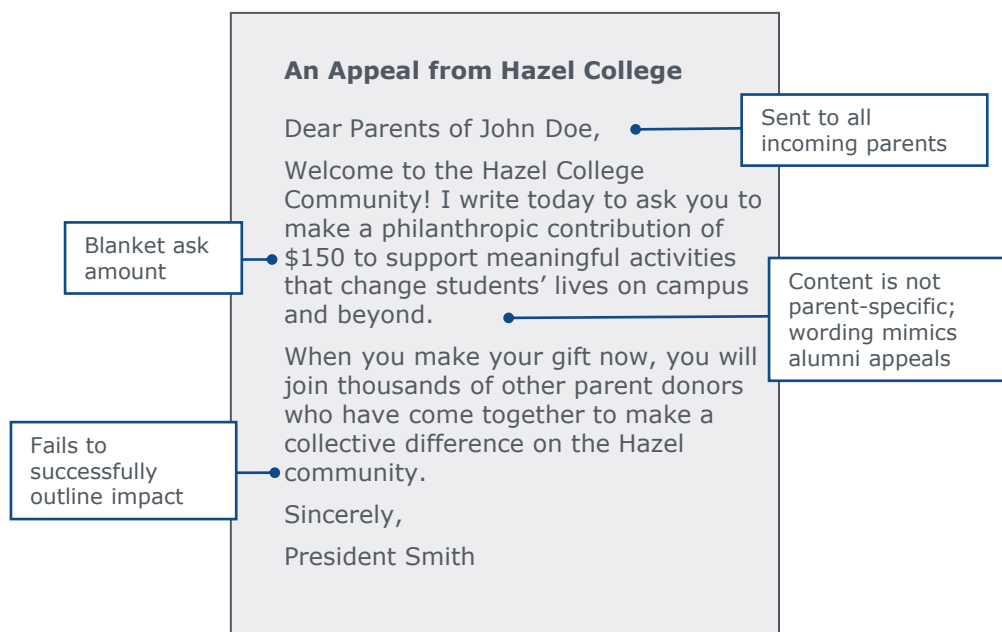 An Appeal from Hazel College
Dear Parents of John Doe,
Sent to all
incoming parents
Welcome to the Hazel College
Community! I write today to ask you to
make a philanthropic contribution of
$150 to support meaningful activities
that change students’ lives on campus
and beyond.
Blanket ask
amount
Content is not
parent-specific;
wording mimics
alumni appeals
When you make your gift now, you will
join thousands of other parent donors
who have come together to make a
collective difference on the Hazel
community.
Fails to
successfully
outline impact
Sincerely,
President Smith